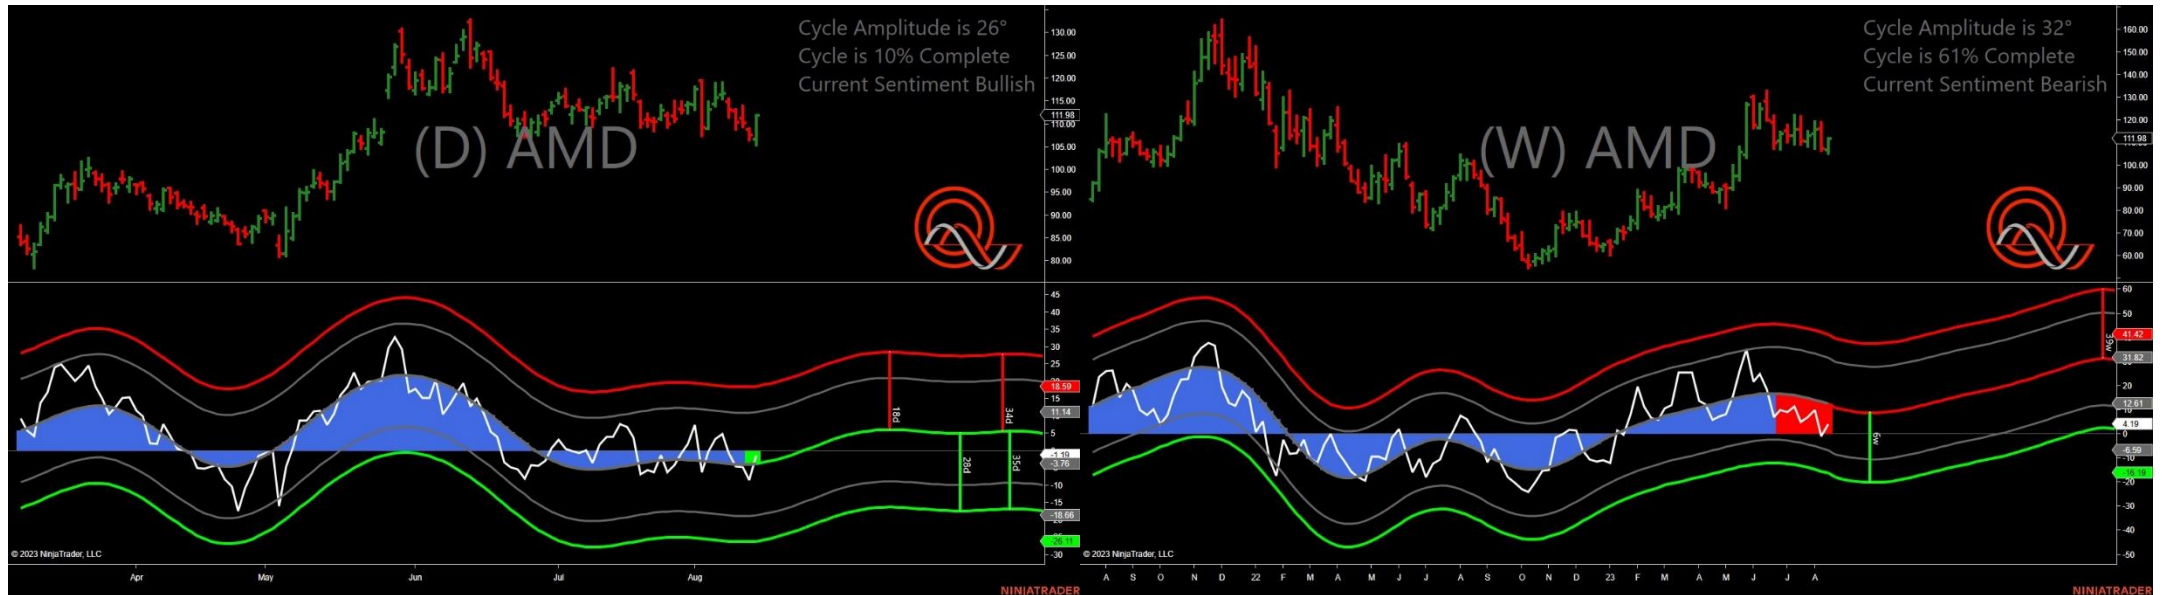 Cycle Amplitude is 26°
Cycle is 10% Complete
Current Sentiment Bullish
(D) AMD
130.00
125.00
120.00
115.00
111.98
110.00
105.00
100.00
95.00
90.00
85.00
80.00
45
40
35
30
25
18.59
11.14
5
-1.19
-3.76
-10
-15
-18.66
-26.11
-30
18d
34d
28d
35d
© 2023 NinjaTrader, LLC
Apr May Jun Jul Aug
NINJATRADER
Cycle Amplitude is 32°
Cycle is 61% Complete
Current Sentiment Bearish
(W) AMD
160.00
150.00
140.00
130.00
120.00
111.98
100.00
90.00
80.00
70.00
60.00
60
50
41.42
39w
31.82
20
12.61
10
4.19
0
-6.59
-10
-16.19
-20
-30
-40
-50
6w
© 2023 NinjaTrader, LLC
A S O N D 22 F M A M J J A S O N D 23 F M A M J J A
NINJATRADER